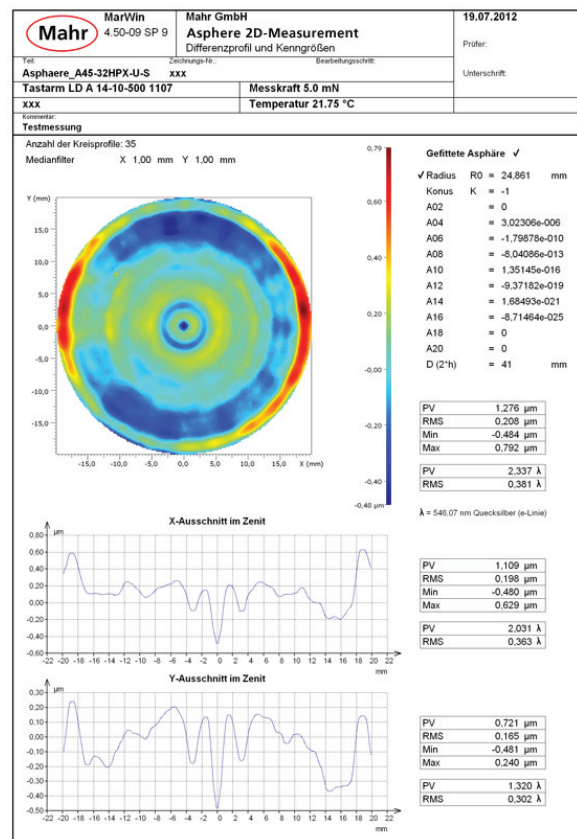 Mahr
MarWin
4.50-09 SP 9
Mahr GmbH
Asphere 2D-Measurement
Differenzprofil und Kenngrößen
19.07.2012
Prüfer:
Unterschrift:
Teil: Zeichnungs-Nr.: Bearbeitungsschritt:
Asphaere_A45-32HPX-U-S xxx
Tastarm LD A 14-10-500 1107 Messkraft 5.0 mN
xxx Temperatur 21.75 °C
Kommentar:
Testmessung
Anzahl der Kreisprofile: 35
Medianfilter X 1,00 mm Y 1,00 mm
Y (mm)
15,0
10,0
5,0
0,0
-5,0
-10,0
-15,0
-15,0 -10,0 -5,0 0,0 5,0 10,0 X (mm)
0,79
0,60
0,40
0,20
-0,00
-0,20
-0,40
-0,48 µm
Gefittete Asphäre ✓
✓ Radius R0 = 24,861 mm
Konus K = -1
A02 = 0
A04 = 3,02306e-006
A06 = -1,79878e-010
A08 = -8,04086e-013
A10 = 1,35145e-016
A12 = -9,37182e-019
A14 = 1,68493e-021
A16 = -8,71464e-025
A18 = 0
A20 = 0
D (2*h) = 41 mm
PV 1,276 µm
RMS 0,208 µm
Min -0,484 µm
Max 0,792 µm
PV 2,337 λ
RMS 0,381 λ
λ = 546,07 nm Quecksilber (e-Linie)
X-Ausschnitt im Zenit
µm
0.80
0.60
0.40
0.20
0.00
-0.20
-0.40
-0.60
-22 -20 -18 -16 -14 -12 -10 -8 -6 -4 -2 0 2 4 6 8 10 12 14 16 18 20 22
mm
PV 1,109 µm
RMS 0,198 µm
Min -0,480 µm
Max 0,629 µm
PV 2,031 λ
RMS 0,363 λ
Y-Ausschnitt im Zenit
µm
0.30
0.20
0.10
0.00
-0.10
-0.20
-0.30
-0.40
-0.50
-22 -20 -18 -16 -14 -12 -10 -8 -6 -4 -2 0 2 4 6 8 10 12 14 16 18 20 22
mm
PV 0,721 µm
RMS 0,165 µm
Min -0,481 µm
Max 0,240 µm
PV 1,320 λ
RMS 0,302 λ